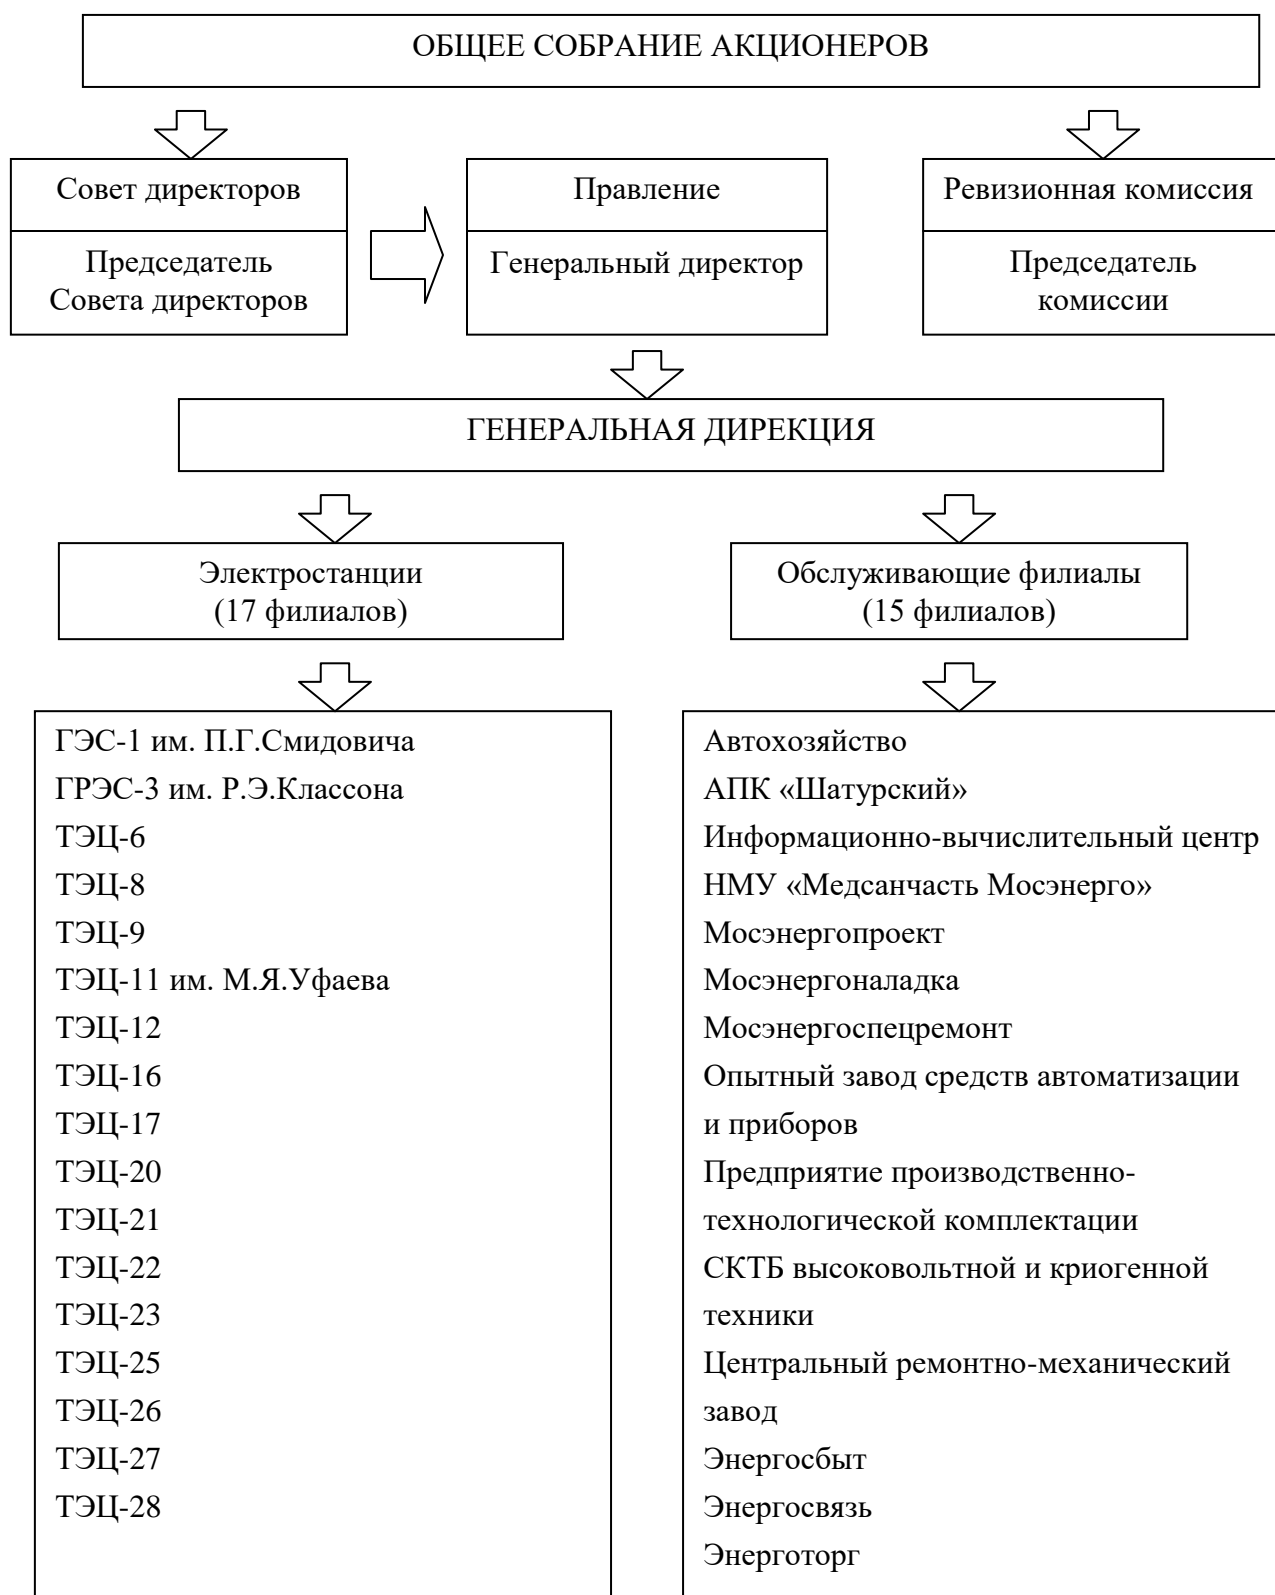 ОБЩЕЕ СОБРАНИЕ АКЦИОНЕРОВ
Совет директоров
Председатель
Совета директоров
Правление
Генеральный директор
Ревизионная комиссия
Председатель
комиссии
ГЕНЕРАЛЬНАЯ ДИРЕКЦИЯ
Электростанции
(17 филиалов)
Обслуживающие филиалы
(15 филиалов)
ГЭС-1 им. П.Г.Смидовича
ГРЭС-3 им. Р.Э.Классона
ТЭЦ-6
ТЭЦ-8
ТЭЦ-9
ТЭЦ-11 им. М.Я.Уфаева
ТЭЦ-12
ТЭЦ-16
ТЭЦ-17
ТЭЦ-20
ТЭЦ-21
ТЭЦ-22
ТЭЦ-23
ТЭЦ-25
ТЭЦ-26
ТЭЦ-27
ТЭЦ-28
Автохозяйство
АПК «Шатурский»
Информационно-вычислительный центр
НМУ «Медсанчасть Мосэнерго»
Мосэнергопроект
Мосэнергоналадка
Мосэнергоспецремонт
Опытный завод средств автоматизации
и приборов
Предприятие производственно-
технологической комплектации
СКТБ высоковольтной и криогенной
техники
Центральный ремонтно-механический
завод
Энергосбыт
Энергосвязь
Энерготорг